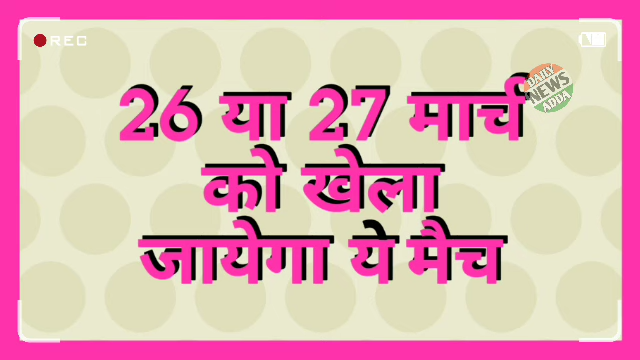 REC
DAILY
NEWS
ADDA
26 या 27 मार्च
को खेला
जायेगा ये मैच